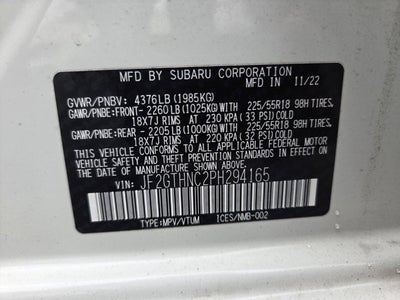 MFD BY SUBARU CORPORATION
MFD IN 11/22
GVWR/PNBV: 4376LB (1985KG)
GAWR/PNBE:FRONT- 2260LB (1025KG)WITH 225/55R18 98H TIRES,
18X7J RIMS AT 230 KPA (33 PSI) COLD SINGLE.
GAWR/PNBE:REAR - 2205LB (1000KG)WITH 225/55R18 98H TIRES,
18X7J RIMS AT 220 KPA (32 PSI) COLD SINGLE.
THIS VEHICLE CONFORMS TO ALL APPLICABLE FEDERAL MOTOR
VEHICLE SAFETY STANDARDS IN
EFFECT ON THE DATE OF MANUFACTURE SHOWN ABOVE.
VIN: JF2GTHNC2PH294165
TYPE:MPV/VTUM ICES/NMB-002